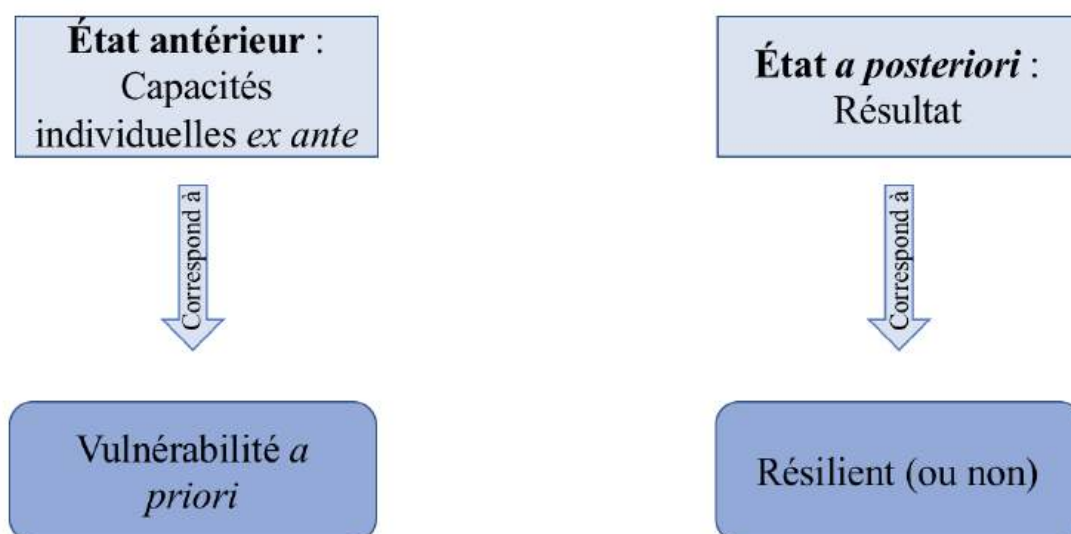 État antérieur :
Capacités
individuelles ex ante
Correspond à
Vulnérabilité a
priori
État a posteriori :
Résultat
Correspond à
Résilient (ou non)